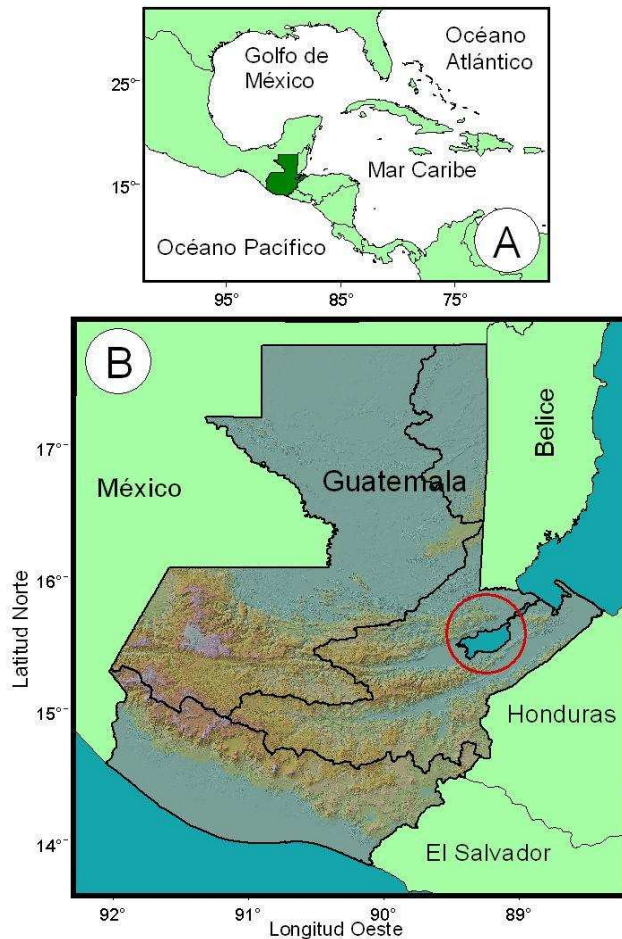 Océano
Atlántico
Golfo de
México
25°
Mar Caribe
15°
Océano Pacífico
A
95°
85°
75°
B
17°
Belice
Guatemala
México
16°
Latitud Norte
15°
Honduras
14°
El Salvador
92°
91°
90°
89°
Longitud Oeste